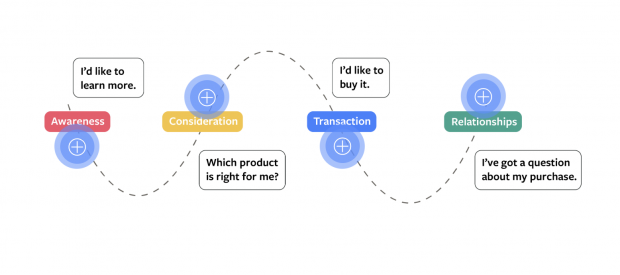 I'd like to
learn more.
Awareness
Consideration
Which product
is right for me?
I'd like to
buy it.
Transaction
Relationships
I've got a question
about my purchase.